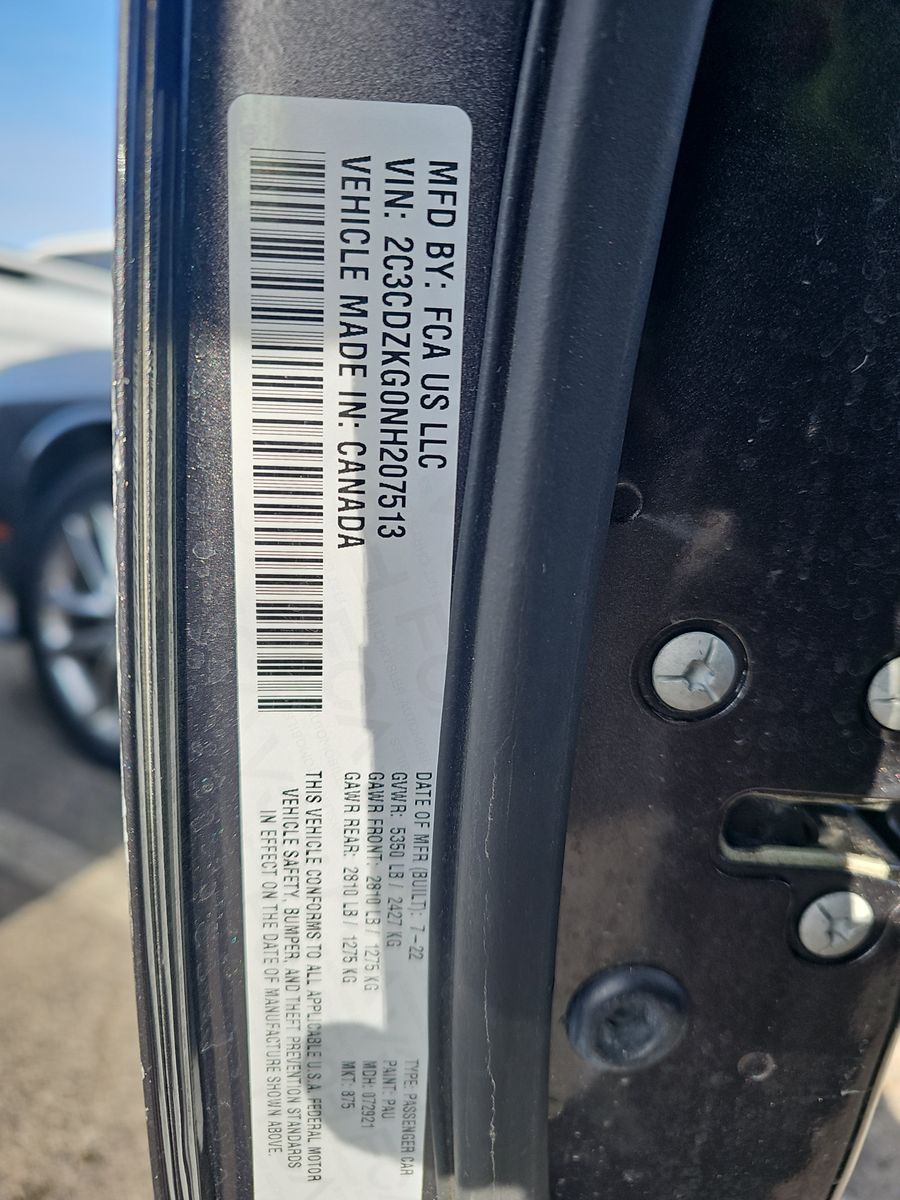 MFD BY: FCA US LLC
VIN: 2C3CDZKG0NH207513
VEHICLE MADE IN: CANADA
DATE OF MFR (BUILT): 7-22
GVWR: 5350 LB / 2427 KG
GAWR FRONT: 2810 LB / 1275 KG
GAWR REAR: 2810 LB / 1275 KG
THIS VEHICLE CONFORMS TO ALL APPLICABLE U.S.A. FEDERAL MOTOR
VEHICLE SAFETY, BUMPER, AND THEFT PREVENTION STANDARDS
IN EFFECT ON THE DATE OF MANUFACTURE SHOWN ABOVE.
TYPE: PASSENGER CAR
PAINT: PAU
MDH: 072921
MKT: 875